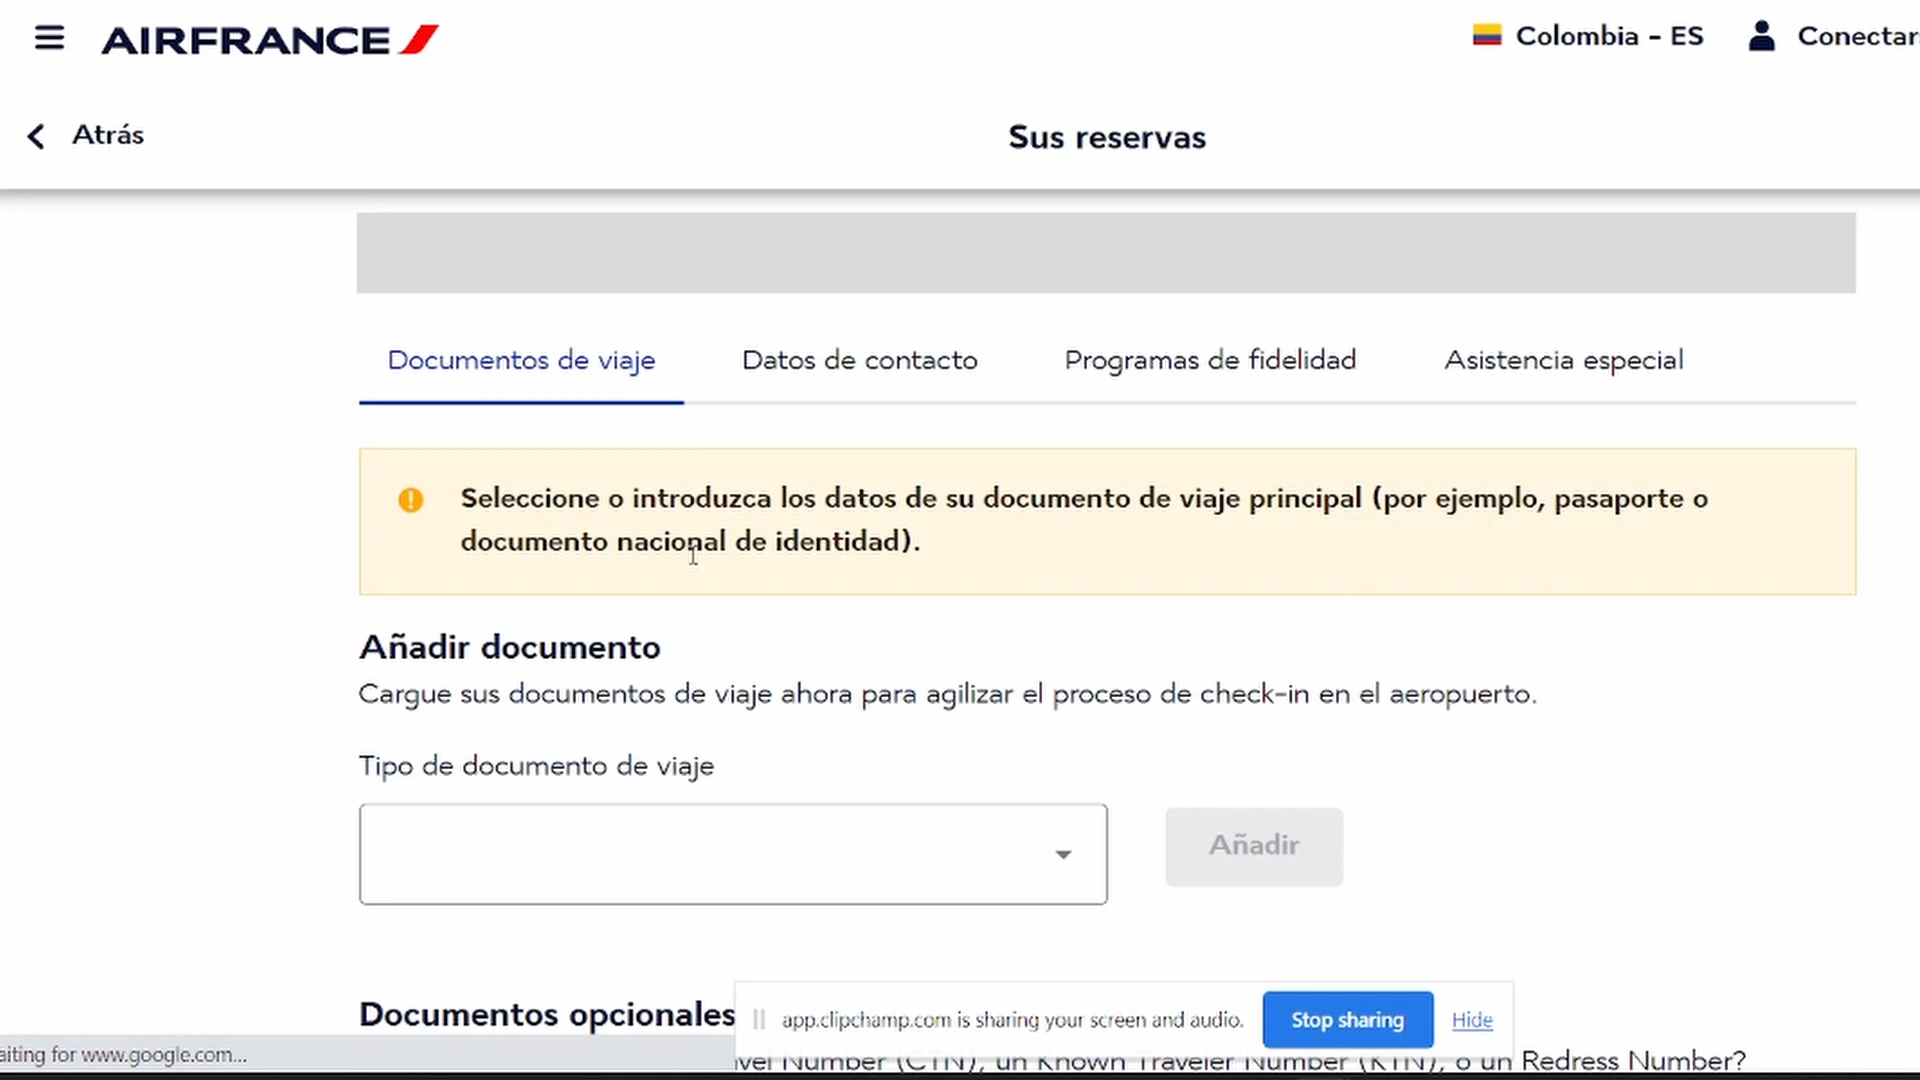 AIRFRANCE
Colombia - ES
Atrás
Sus reservas
Documentos de viaje
Datos de contacto
Programas de fidelidad
Asistencia especial
Seleccione o introduzca los datos de su documento de viaje principal (por ejemplo, pasaporte o
documento nacional de identidad).
Añadir documento
Cargue sus documentos de viaje ahora para agilizar el proceso de check-in en el aeropuerto.
Tipo de documento de viaje
Añadir
Documentos opcionales
app.clipchamp.com is sharing your screen and audio.
Stop sharing
Hide
for www.google.com...
Number (CTN), un Known Traveler Number (KTN), o un Redress Number?